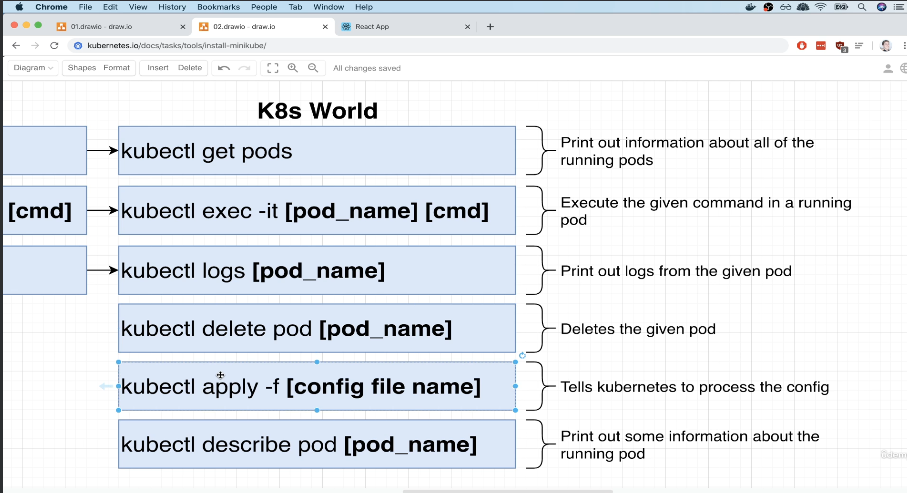 Chrome File Edit View History Bookmarks People Tab Window Help
01.drawio - draw.io
02.drawio - draw.io
React App
kubernetes.io/docs/tasks/tools/install-minikube/
Diagram Shapes Format Insert Delete All changes saved
K8s World
kubectl get pods
Print out information about all of the
running pods
[cmd]
kubectl exec -it [pod_name] [cmd]
Execute the given command in a running
pod
kubectl logs [pod_name]
Print out logs from the given pod
kubectl delete pod [pod_name]
Deletes the given pod
kubectl apply -f [config file name]
Tells kubernetes to process the config
kubectl describe pod [pod_name]
Print out some information about the
running pod